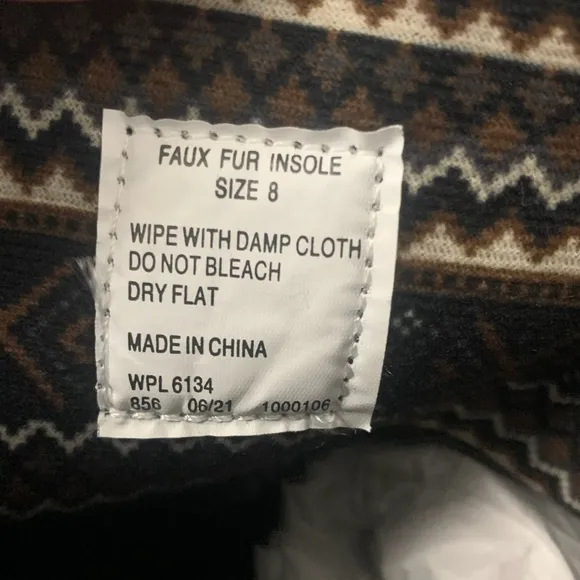 FAUX FUR INSOLE
SIZE 8
WIPE WITH DAMP CLOTH
DO NOT BLEACH
DRY FLAT
MADE IN CHINA
WPL 6134
856 06/21 1000106